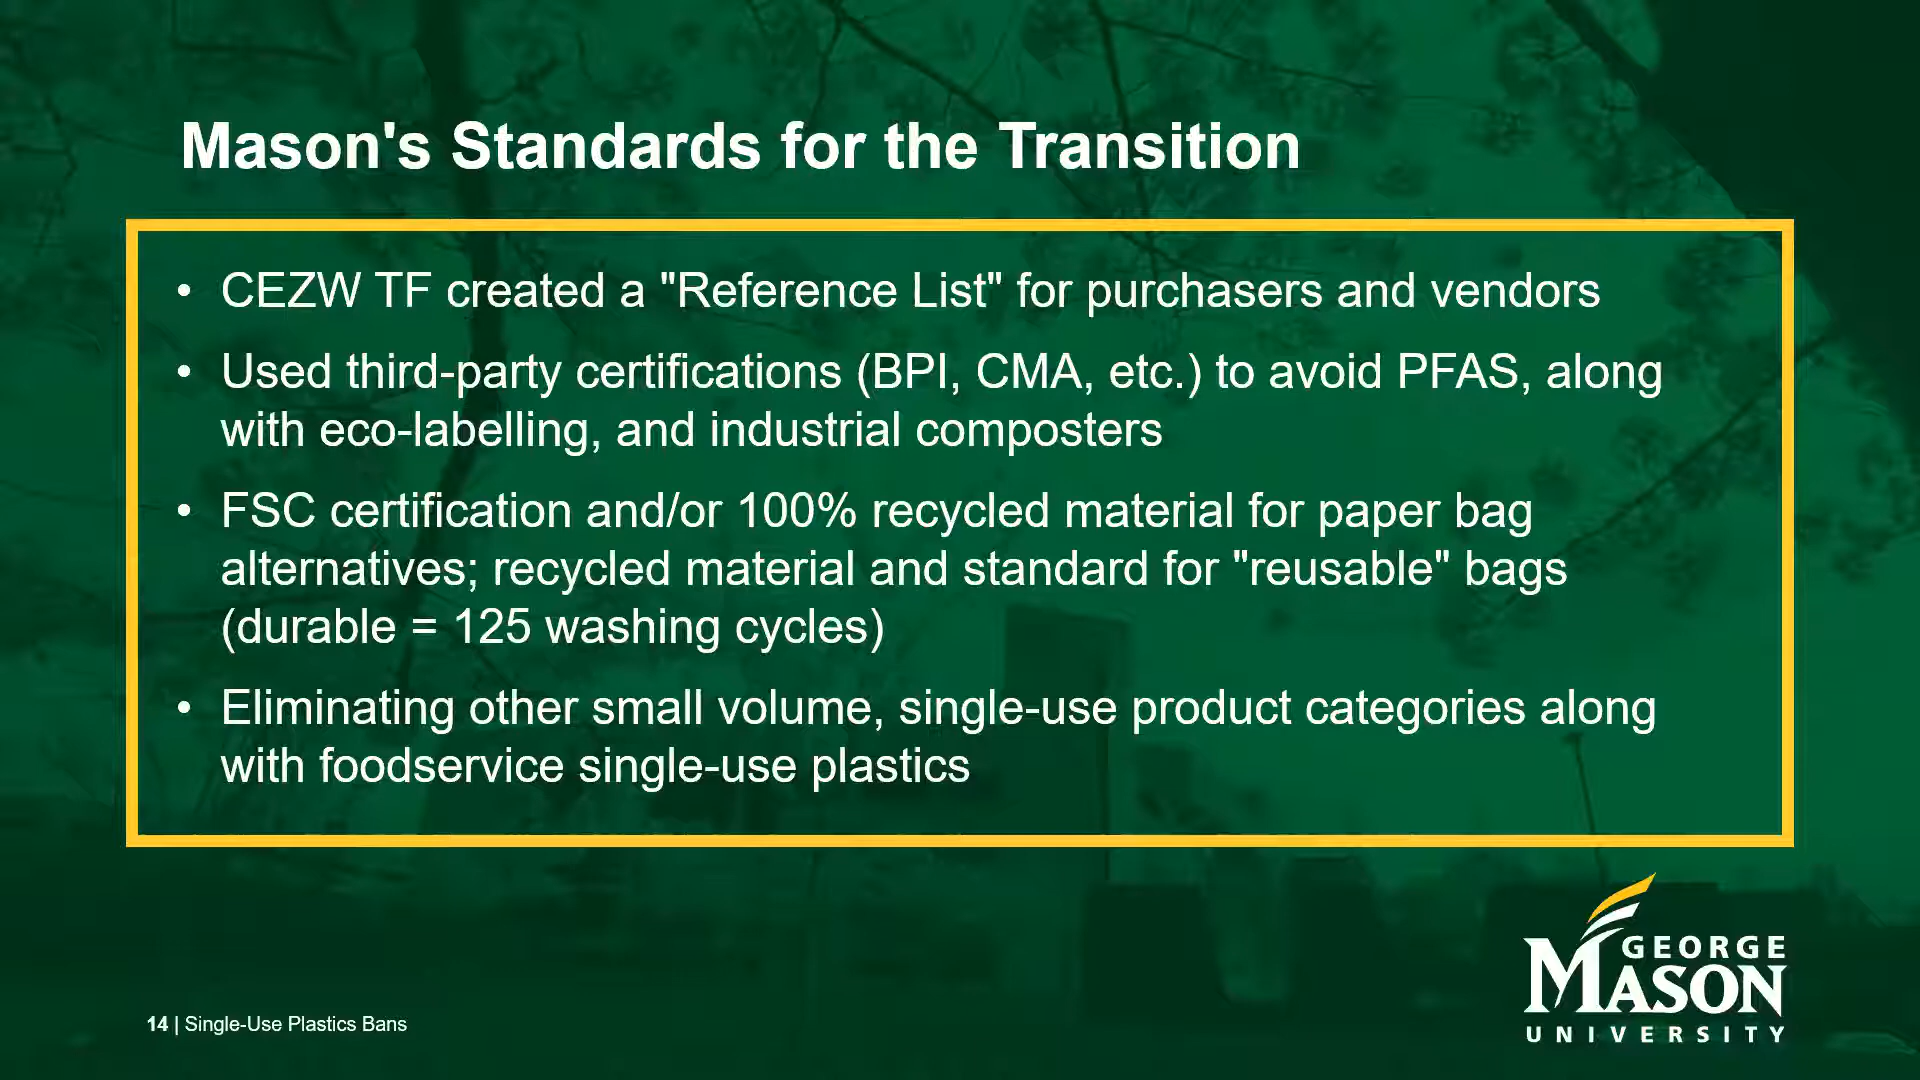 Mason's Standards for the Transition
• CEZW TF created a "Reference List" for purchasers and vendors
• Used third-party certifications (BPI, CMA, etc.) to avoid PFAS, along
with eco-labelling, and industrial composters
• FSC certification and/or 100% recycled material for paper bag
alternatives; recycled material and standard for "reusable" bags
(durable = 125 washing cycles)
• Eliminating other small volume, single-use product categories along
with foodservice single-use plastics
14 | Single-Use Plastics Bans
GEORGE
MASON
UNIVERSITY